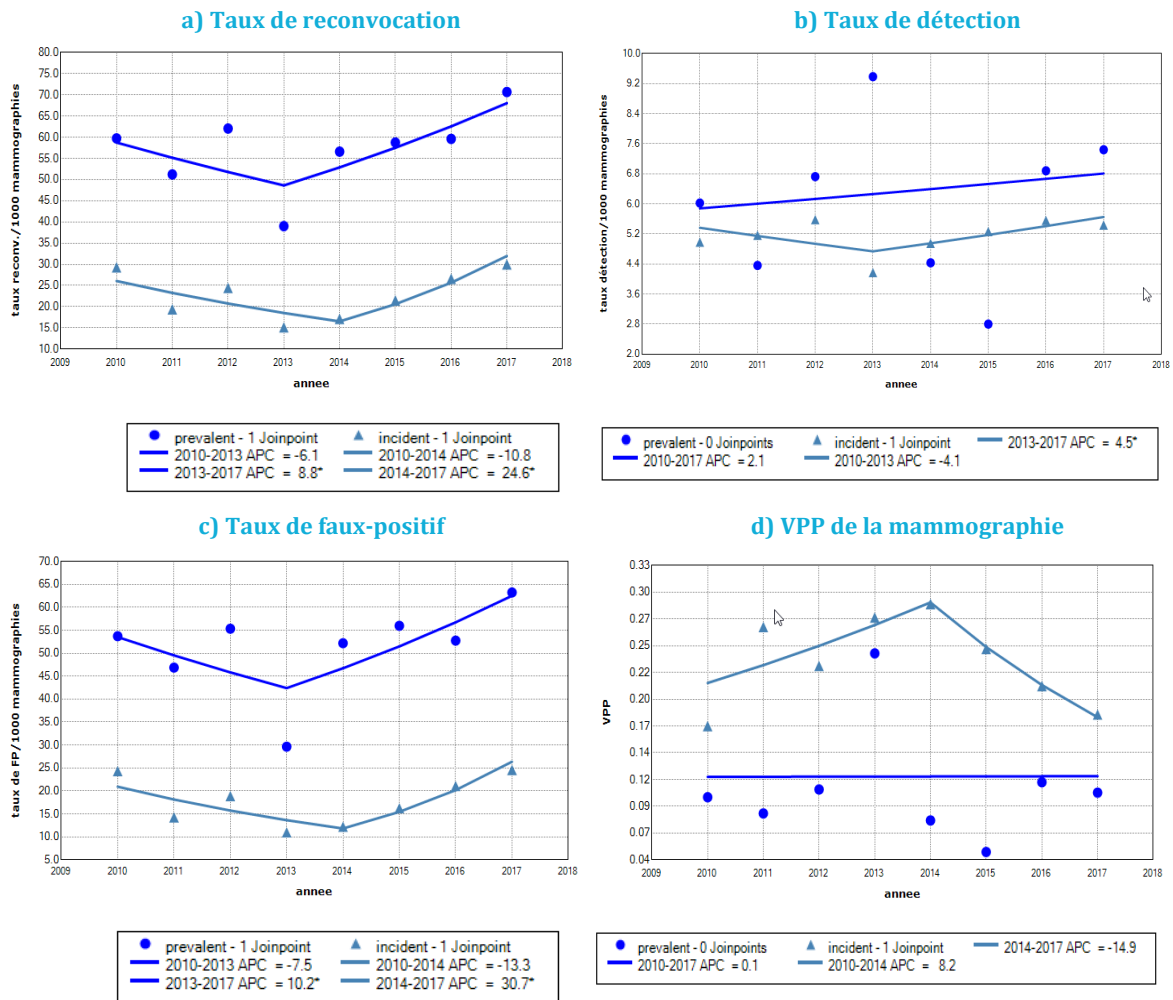 a) Taux de reconvocation
taux reconv./ 1000 mammographies
80.0
75.0
70.0
65.0
60.0
55.0
50.0
45.0
40.0
35.0
30.0
25.0
20.0
15.0
10.0
2009 2010 2011 2012 2013 2014 2015 2016 2017 2018
annee
prevalent - 1 Joinpoint incident - 1 Joinpoint
2010-2013 APC = -6.1 2010-2014 APC = -10.8
2013-2017 APC = 8.8* 2014-2017 APC = 24.6*
b) Taux de détection
taux détection/ 1000 mammographies
10.0
9.2
8.4
7.6
6.8
6.0
5.2
4.4
3.6
2.8
2.0
2009 2010 2011 2012 2013 2014 2015 2016 2017 2018
annee
prevalent - 0 Joinpoints incident - 1 Joinpoint 2013-2017 APC = 4.5*
2010-2017 APC = 2.1 2010-2013 APC = -4.1
c) Taux de faux-positif
taux de FP/1000 mammographies
70.0
65.0
60.0
55.0
50.0
45.0
40.0
35.0
30.0
25.0
20.0
15.0
10.0
5.0
2009 2010 2011 2012 2013 2014 2015 2016 2017 2018
annee
prevalent - 1 Joinpoint incident - 1 Joinpoint
2010-2013 APC = -7.5 2010-2014 APC = -13.3
2013-2017 APC = 10.2* 2014-2017 APC = 30.7*
d) VPP de la mammographie
VPP
0.33
0.30
0.27
0.25
0.22
0.20
0.17
0.14
0.12
0.09
0.07
0.04
2009 2010 2011 2012 2013 2014 2015 2016 2017 2018
annee
prevalent - 0 Joinpoints incident - 1 Joinpoint 2014-2017 APC = -14.9
2010-2017 APC = 0.1 2010-2014 APC = 8.2